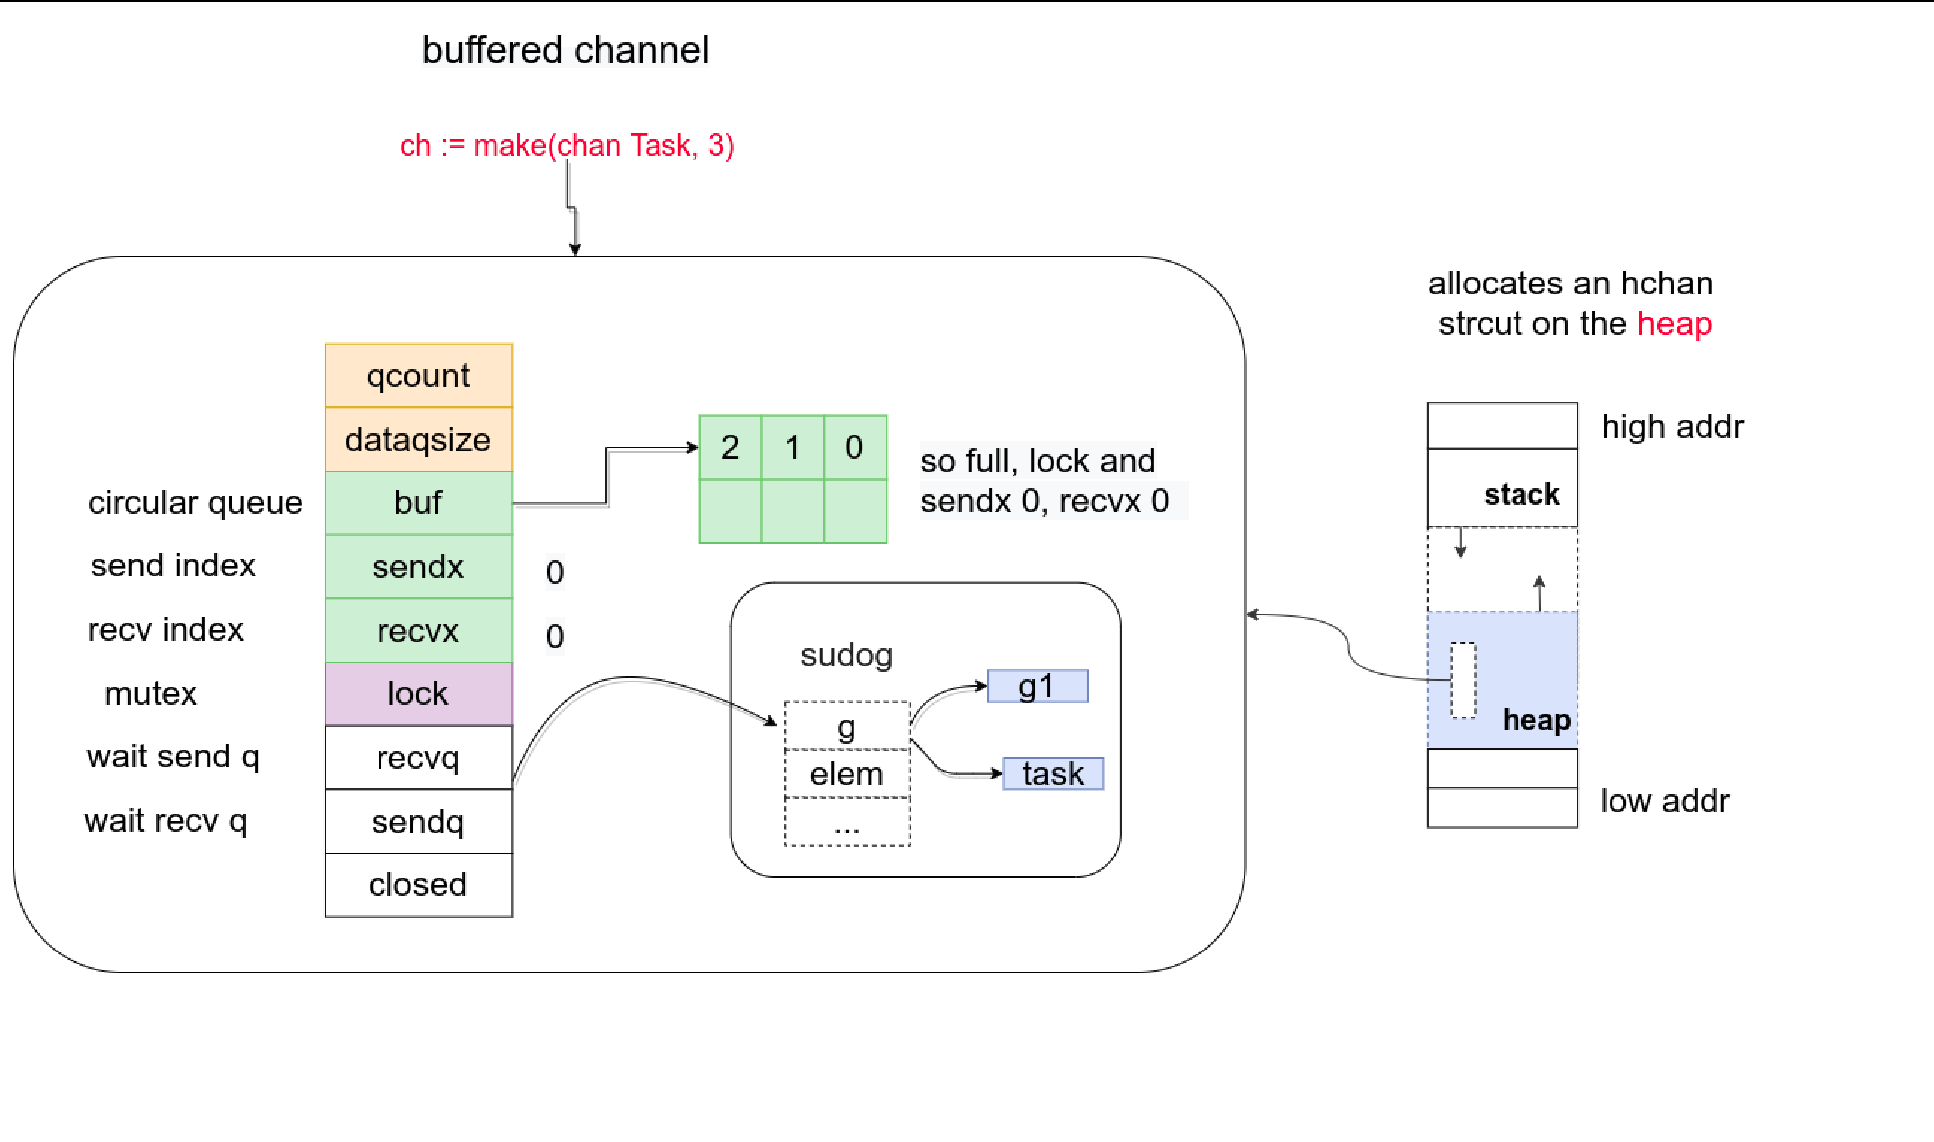 buffered channel
ch := make(chan Task, 3)
allocates an hchan
strcut on the heap
qcount
dataqsize
circular queue
buf
send index
sendx
0
recv index
recvx
0
mutex
lock
wait send q
recvq
wait recv q
sendq
closed
2 1 0
so full, lock and
sendx 0, recvx 0
sudog
g
elem
...
g1
task
high addr
stack
heap
low addr